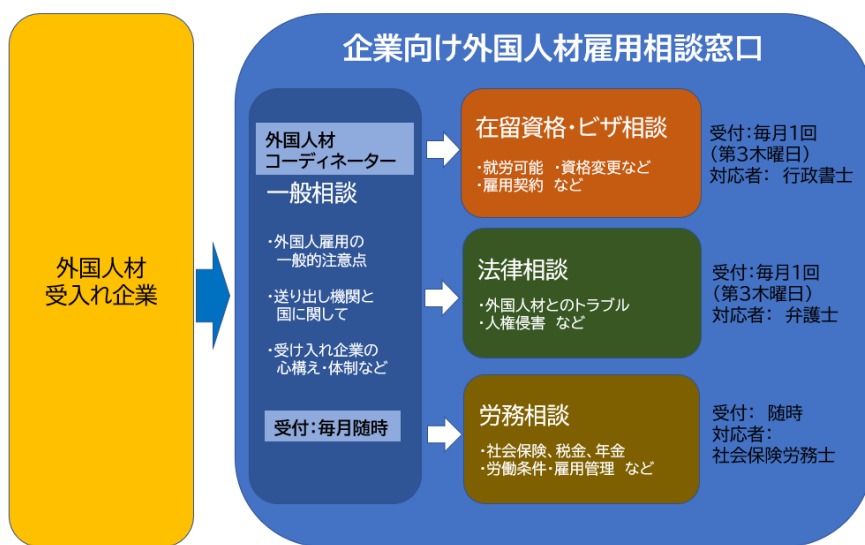 企業向け外国人材雇用相談窓口
外国人材
受入れ企業
外国人材
コーディネーター
一般相談
・外国人雇用の
一般的注意点
・送り出し機関と
国に関して
・受け入れ企業の
心構え・体制など
受付：毎月随時
在留資格・ビザ相談
・就労可能 ・資格変更など
・雇用契約 など
受付：毎月1回
（第3木曜日）
対応者： 行政書士
法律相談
・外国人材とのトラブル
・人権侵害 など
受付：毎月1回
（第3木曜日）
対応者： 弁護士
労務相談
・社会保険、税金、年金
・労働条件・雇用管理 など
受付： 随時
対応者：
社会保険労務士